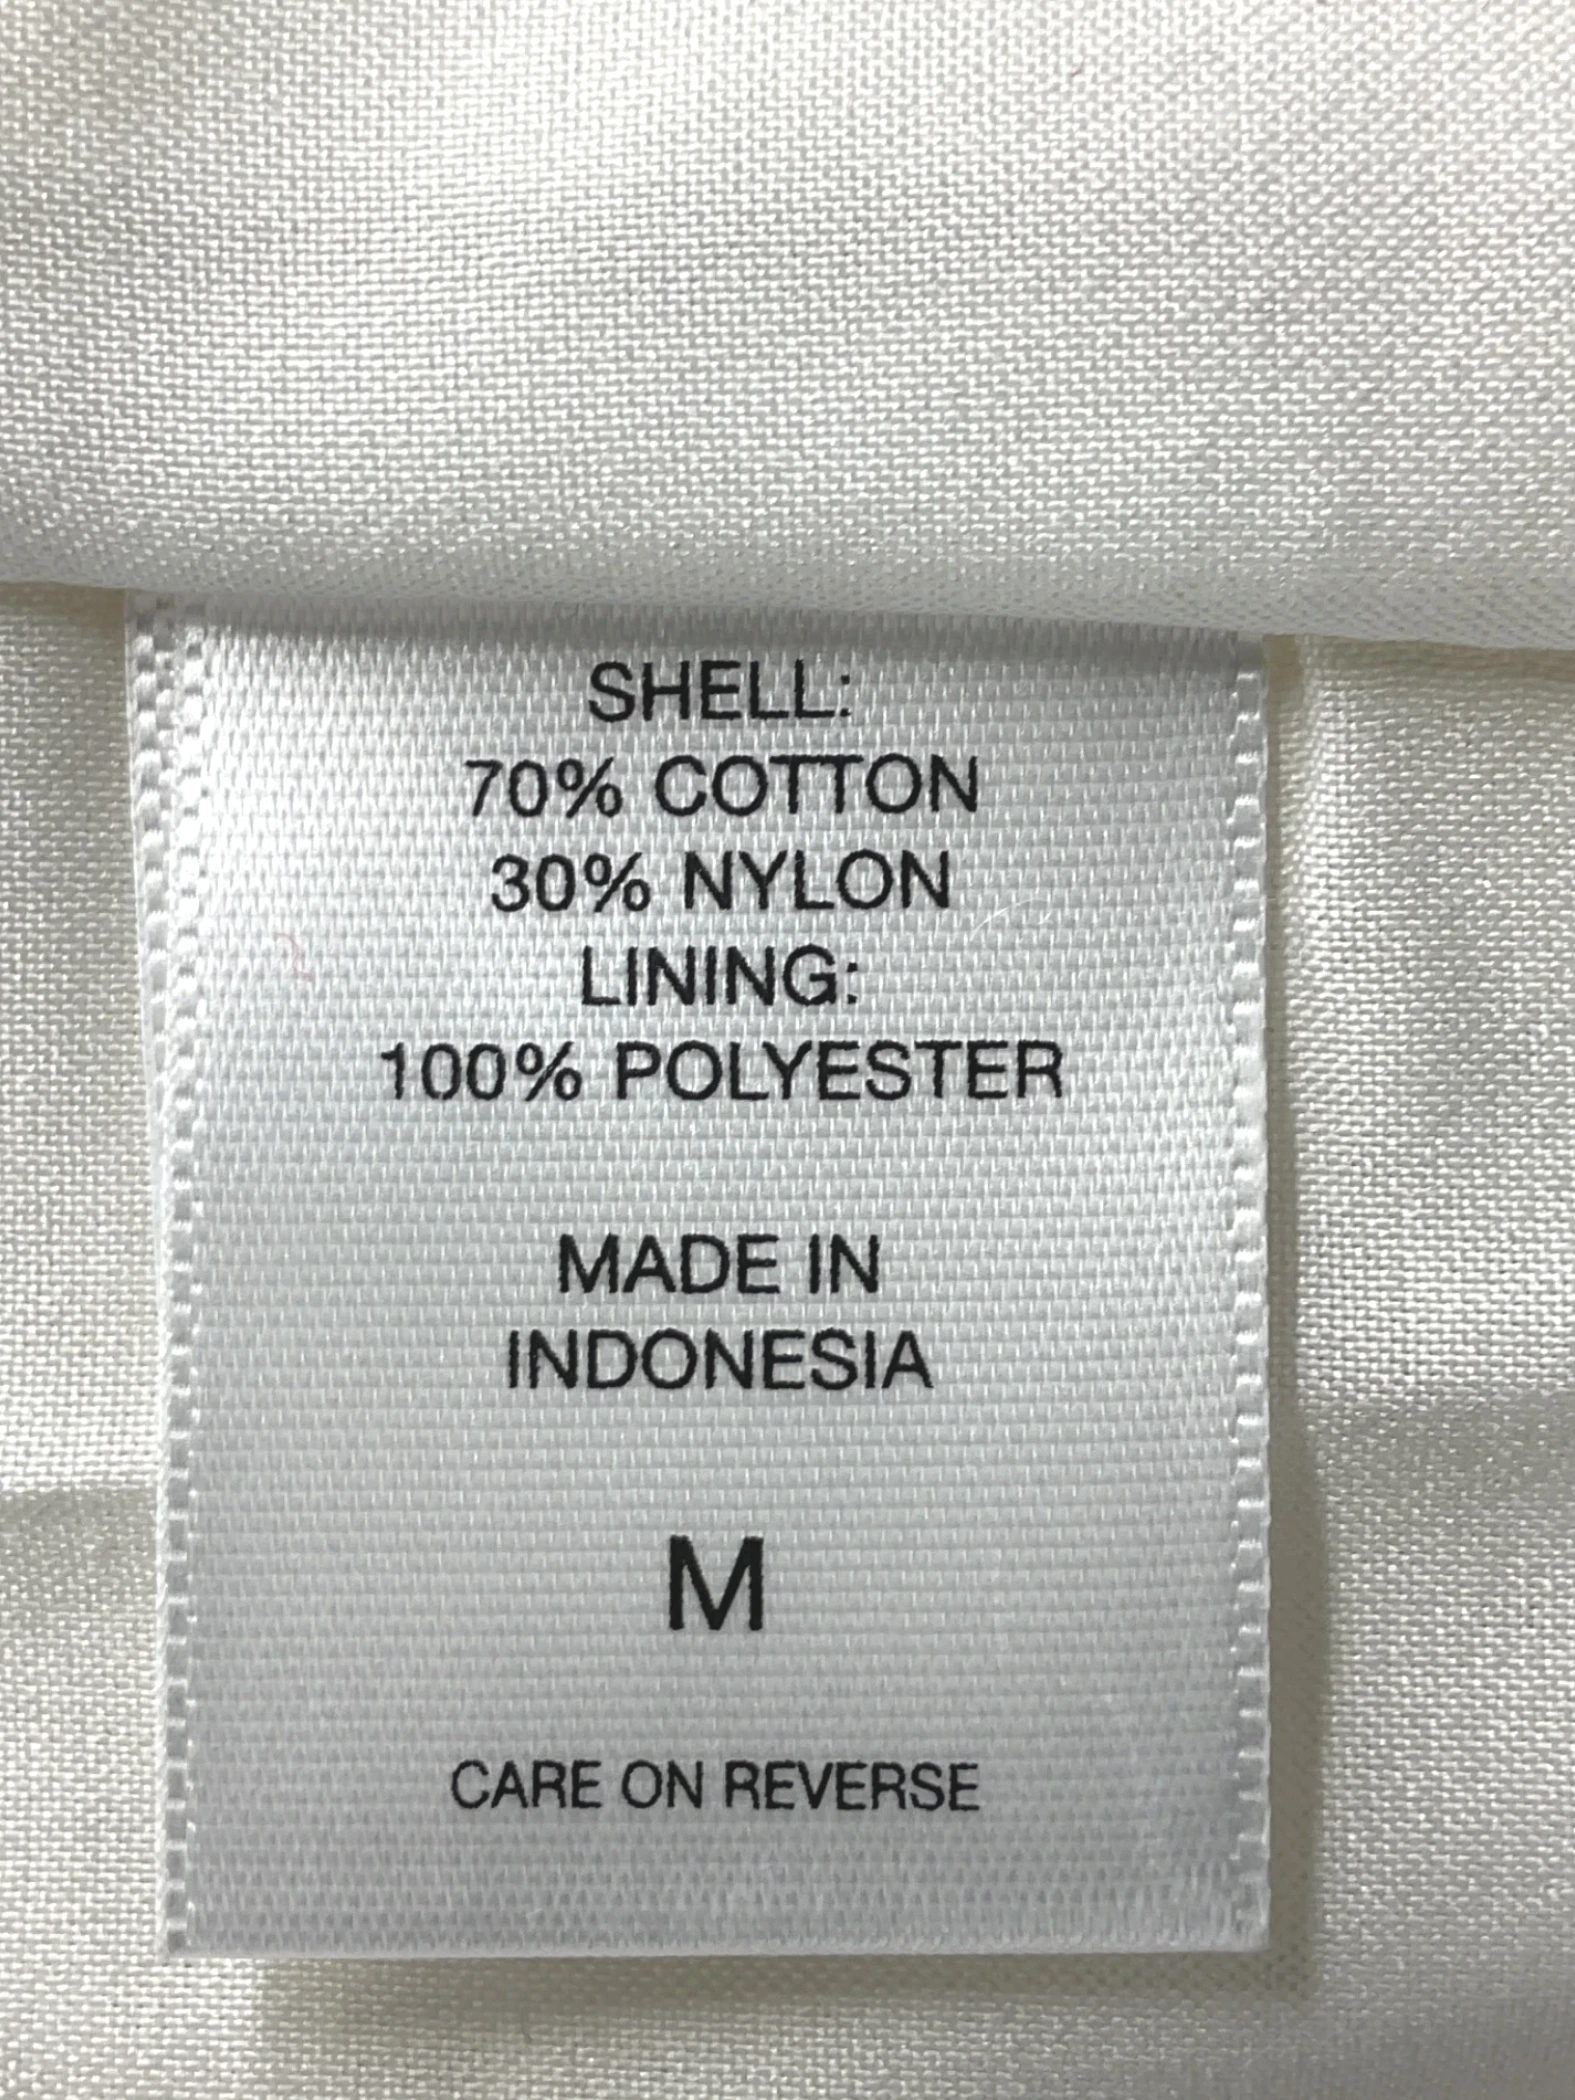 SHELL:
70% COTTON
30% NYLON
LINING:
100% POLYESTER
MADE IN
INDONESIA
M
CARE ON REVERSE